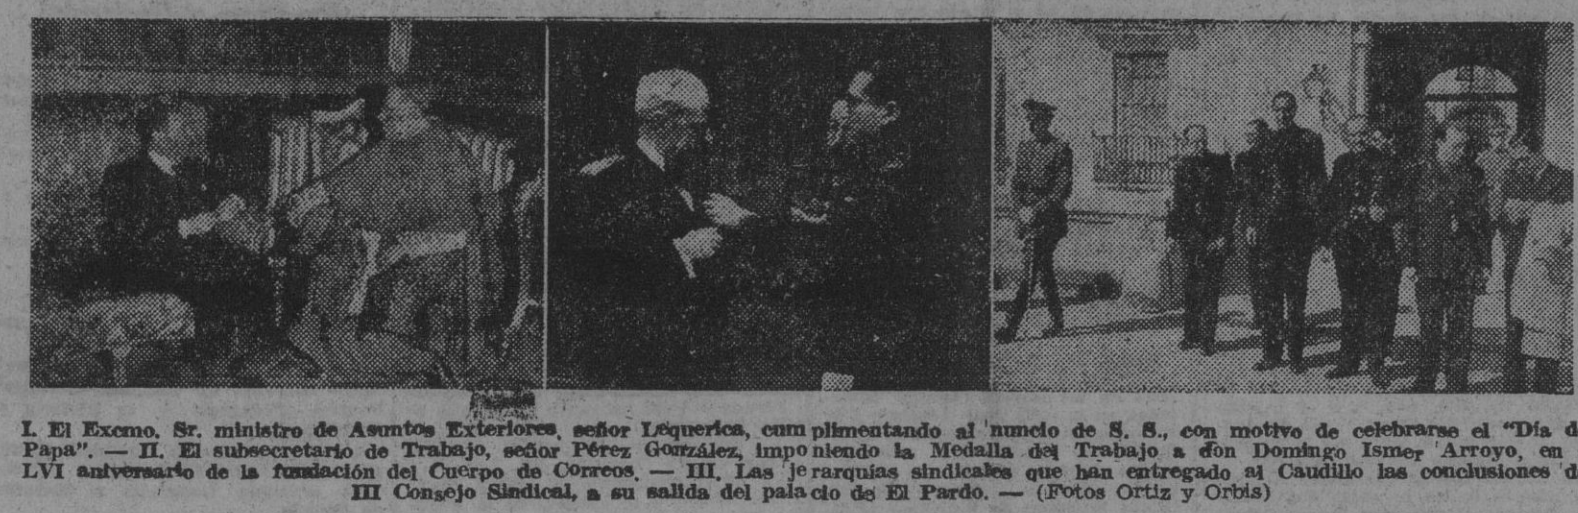 I. El Excmo. Sr. ministro de Asuntos Exteriores, señor Lequerica, cumplimentando al nuncio de S. S., con motivo de celebrarse el "Día d
Papa". — II. El subsecretario de Trabajo, señor Pérez González, imponiendo la Medalla del Trabajo a don Domingo Ismer Arroyo, en
LVI aniversario de la fundación del Cuerpo de Correos. — III. Las jerarquías sindicales que han entregado al Caudillo las conclusiones d
III Consejo Sindical, a su salida del palacio de El Pardo. — (Fotos Ortiz y Orbis)